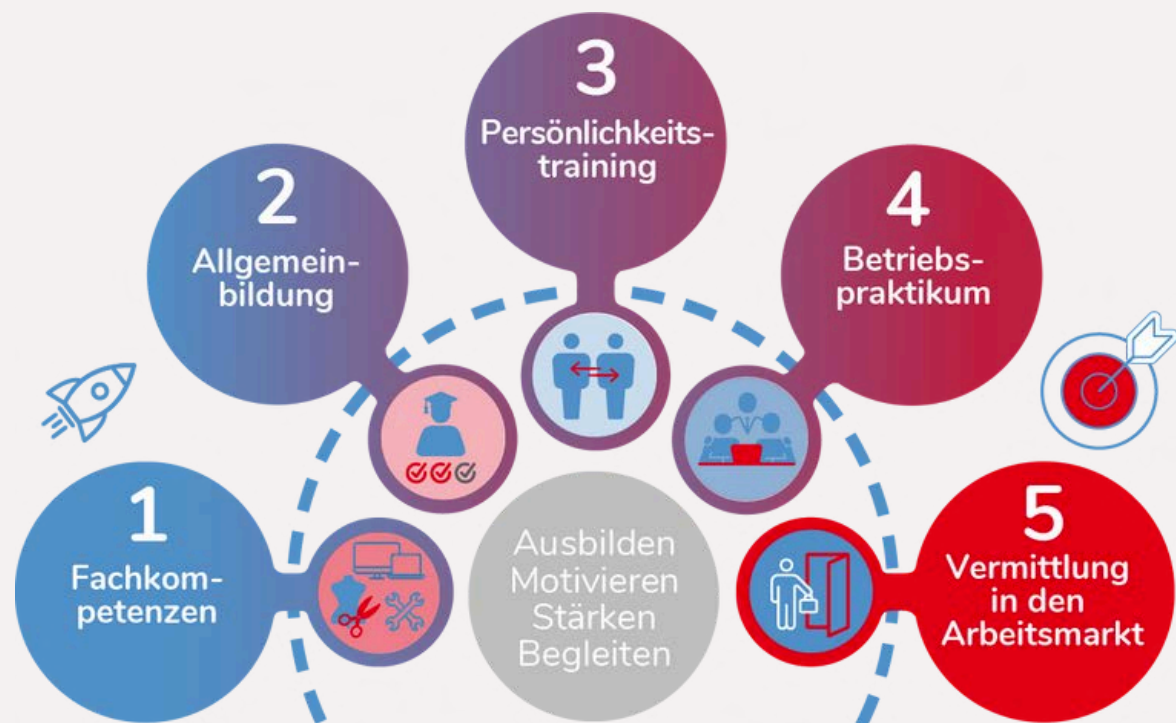 1
Fachkom-
petenzen
2
Allgemein-
bildung
3
Persönlichkeits-
training
4
Betriebs-
praktikum
5
Vermittlung
in den
Arbeitsmarkt
Ausbilden
Motivieren
Stärken
Begleiten